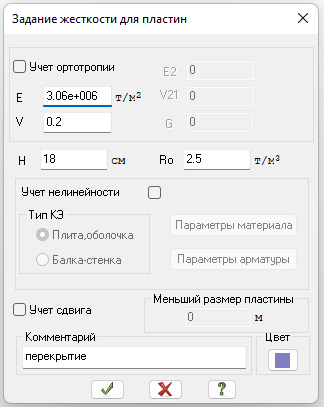 Задание жесткости для пластин
Учет ортотропии
E2 0
E 3.06e+006 т/м²
V21 0
V 0.2
G 0
H 18 см Ro 2.5 т/м³
Учет нелинейности
Тип КЭ
Плита,оболочка
Балка-стенка
Параметры материала
Параметры арматуры
Учет сдвига
Меньший размер пластины
0 м
Комментарий
перекрытие
Цвет